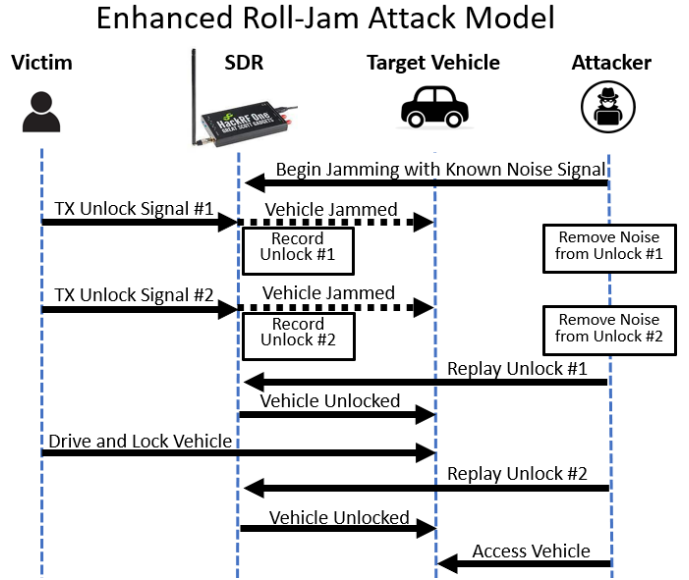 Enhanced Roll-Jam Attack Model
Victim
SDR
Target Vehicle
Attacker
HackRF One
GREAT SCOTT GADGETS
Begin Jamming with Known Noise Signal
TX Unlock Signal #1
Vehicle Jammed
Record
Unlock #1
Remove Noise
from Unlock #1
TX Unlock Signal #2
Vehicle Jammed
Record
Unlock #2
Remove Noise
from Unlock #2
Replay Unlock #1
Vehicle Unlocked
Drive and Lock Vehicle
Replay Unlock #2
Vehicle Unlocked
Access Vehicle